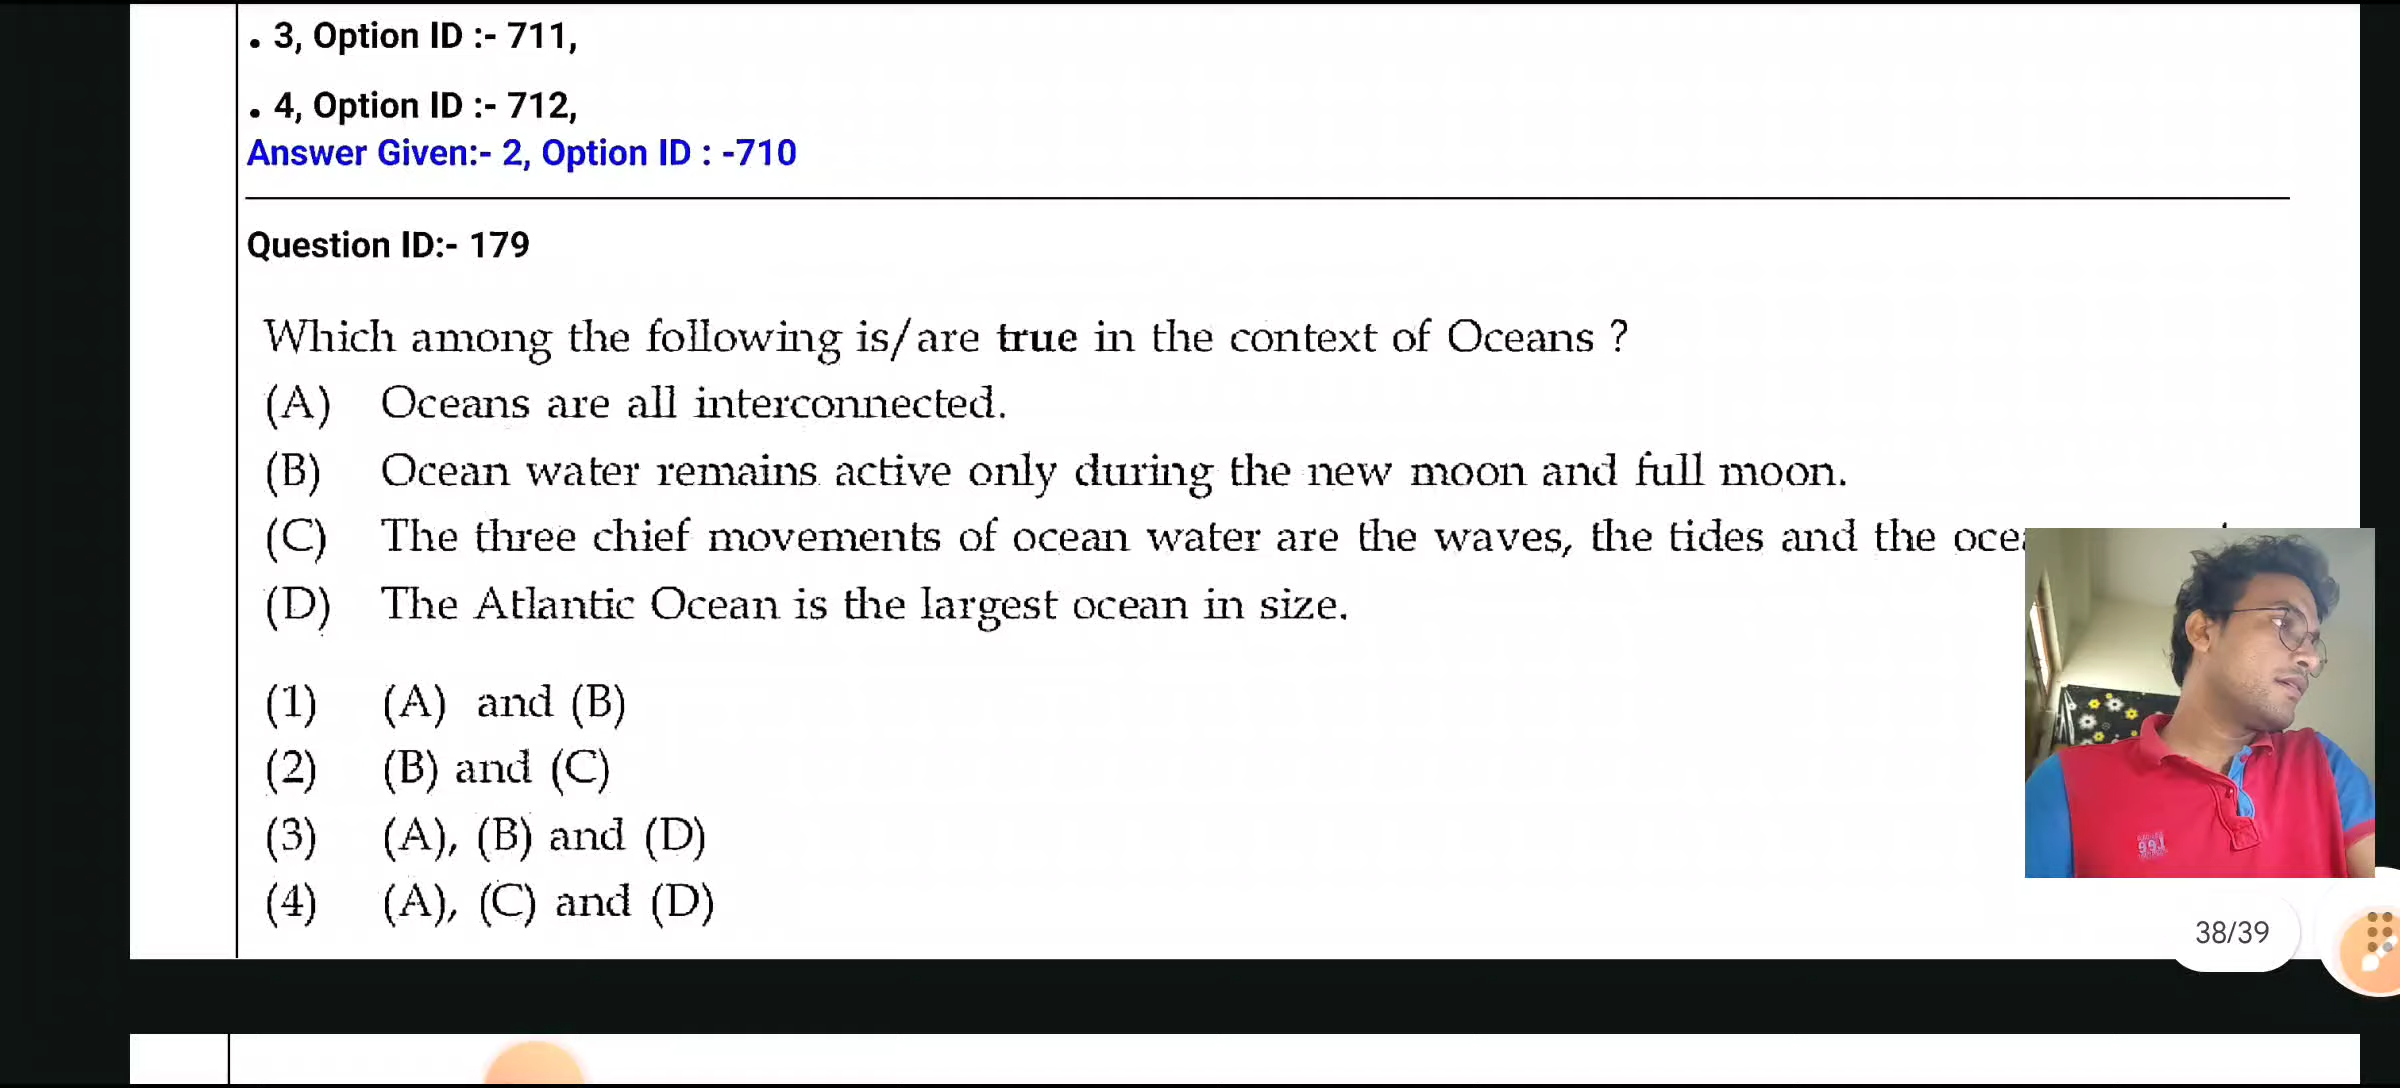 • 3, Option ID :- 711,
• 4, Option ID :- 712,
Answer Given:- 2, Option ID : -710
Question ID:- 179
Which among the following is/are true in the context of Oceans ?
(A) Oceans are all interconnected.
(B) Ocean water remains active only during the new moon and full moon.
(C) The three chief movements of ocean water are the waves, the tides and the
(D) The Atlantic Ocean is the largest ocean in size.
(1) (A) and (B)
(2) (B) and (C)
(3) (A), (B) and (D)
(4) (A), (C) and (D)
991
38/39